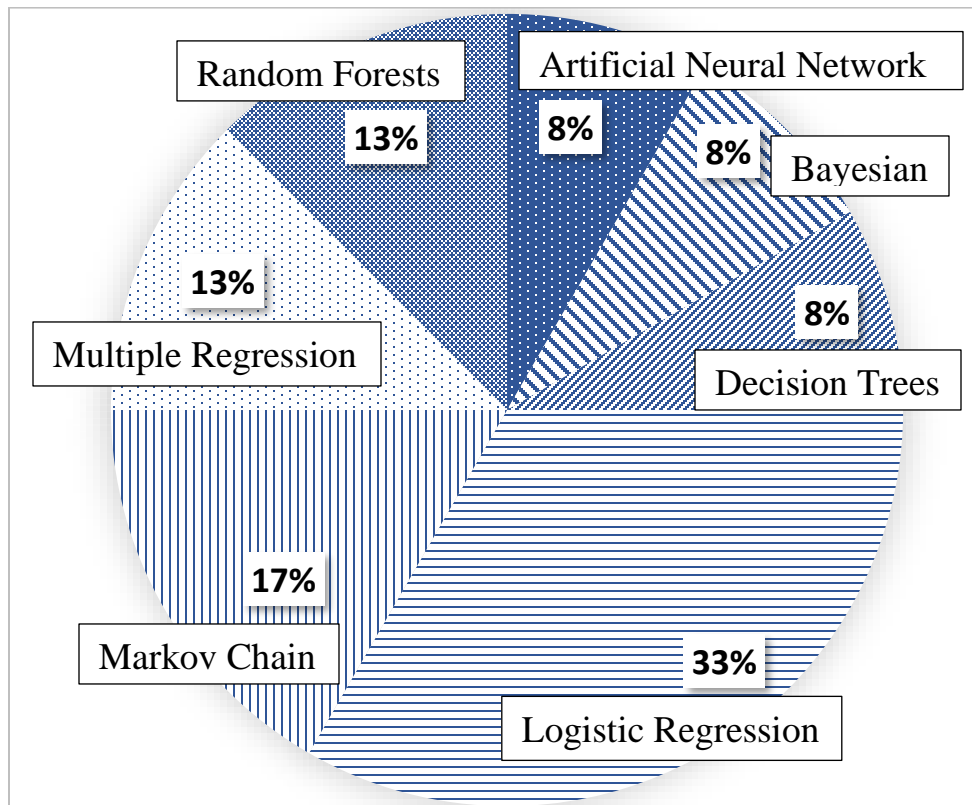 Random Forests
13%
Artificial Neural Network
8%
8%
Bayesian
8%
Decision Trees
13%
Multiple Regression
17%
Markov Chain
33%
Logistic Regression